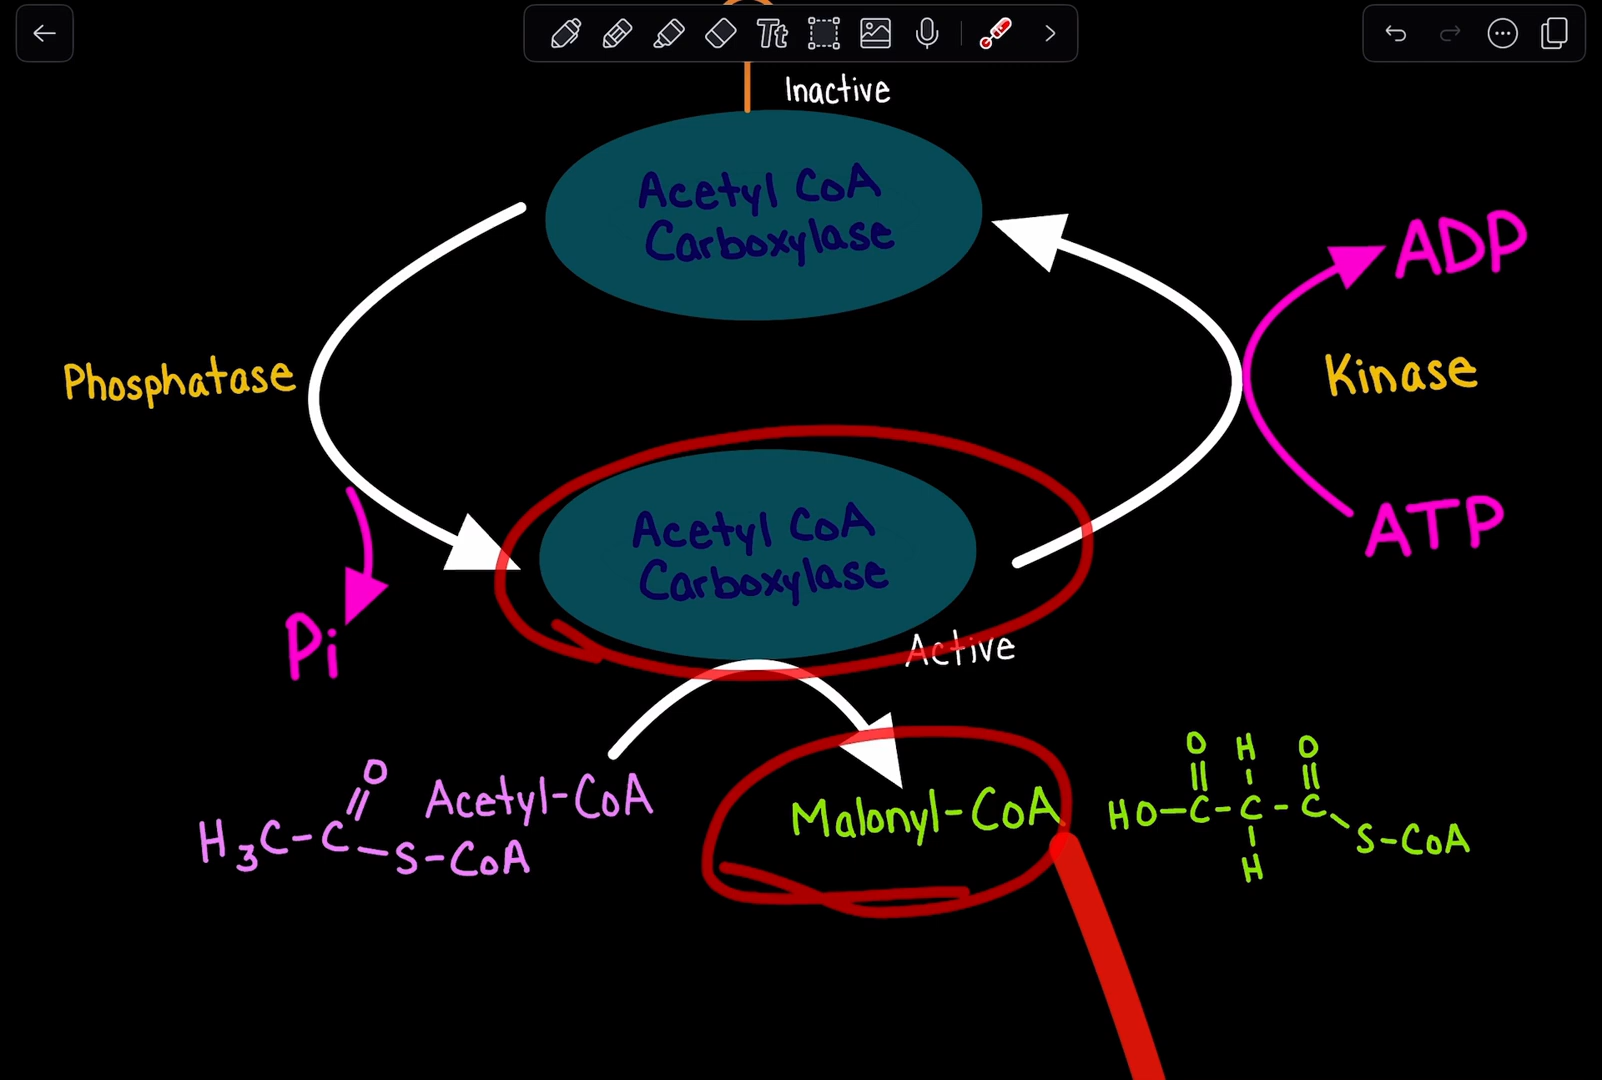 Tt
Inactive
Acetyl CoA
Carboxylase
ADP
Phosphatase
Kinase
Acetyl CoA
Carboxylase
ATP
Pi
Active
Acetyl-CoA
H3C-C-S-CoA
O
Malonyl-CoA
O H O
HO-C-C-C
S-CoA
H